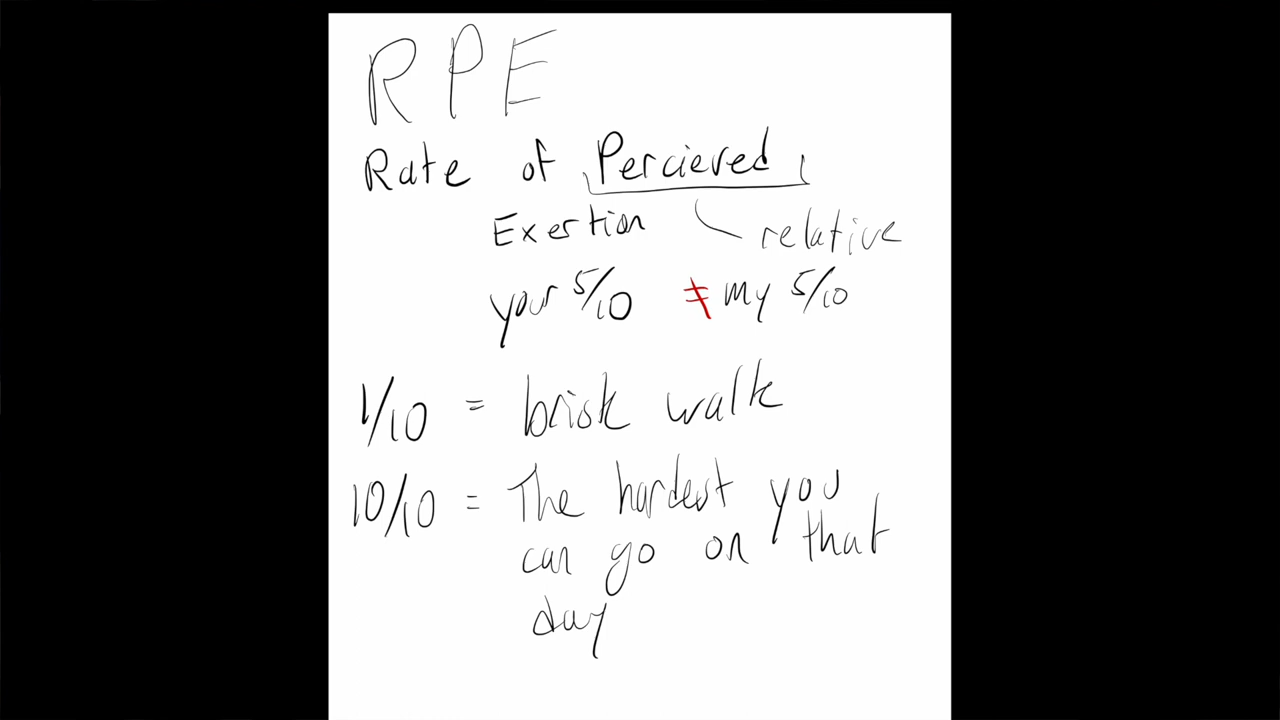 RPE
Rate of Percieved
Exertion
relative
your 5/10 ≠ my 5/10
1/10 = brisk walk
10/10 = The hardest you
can go on that
day